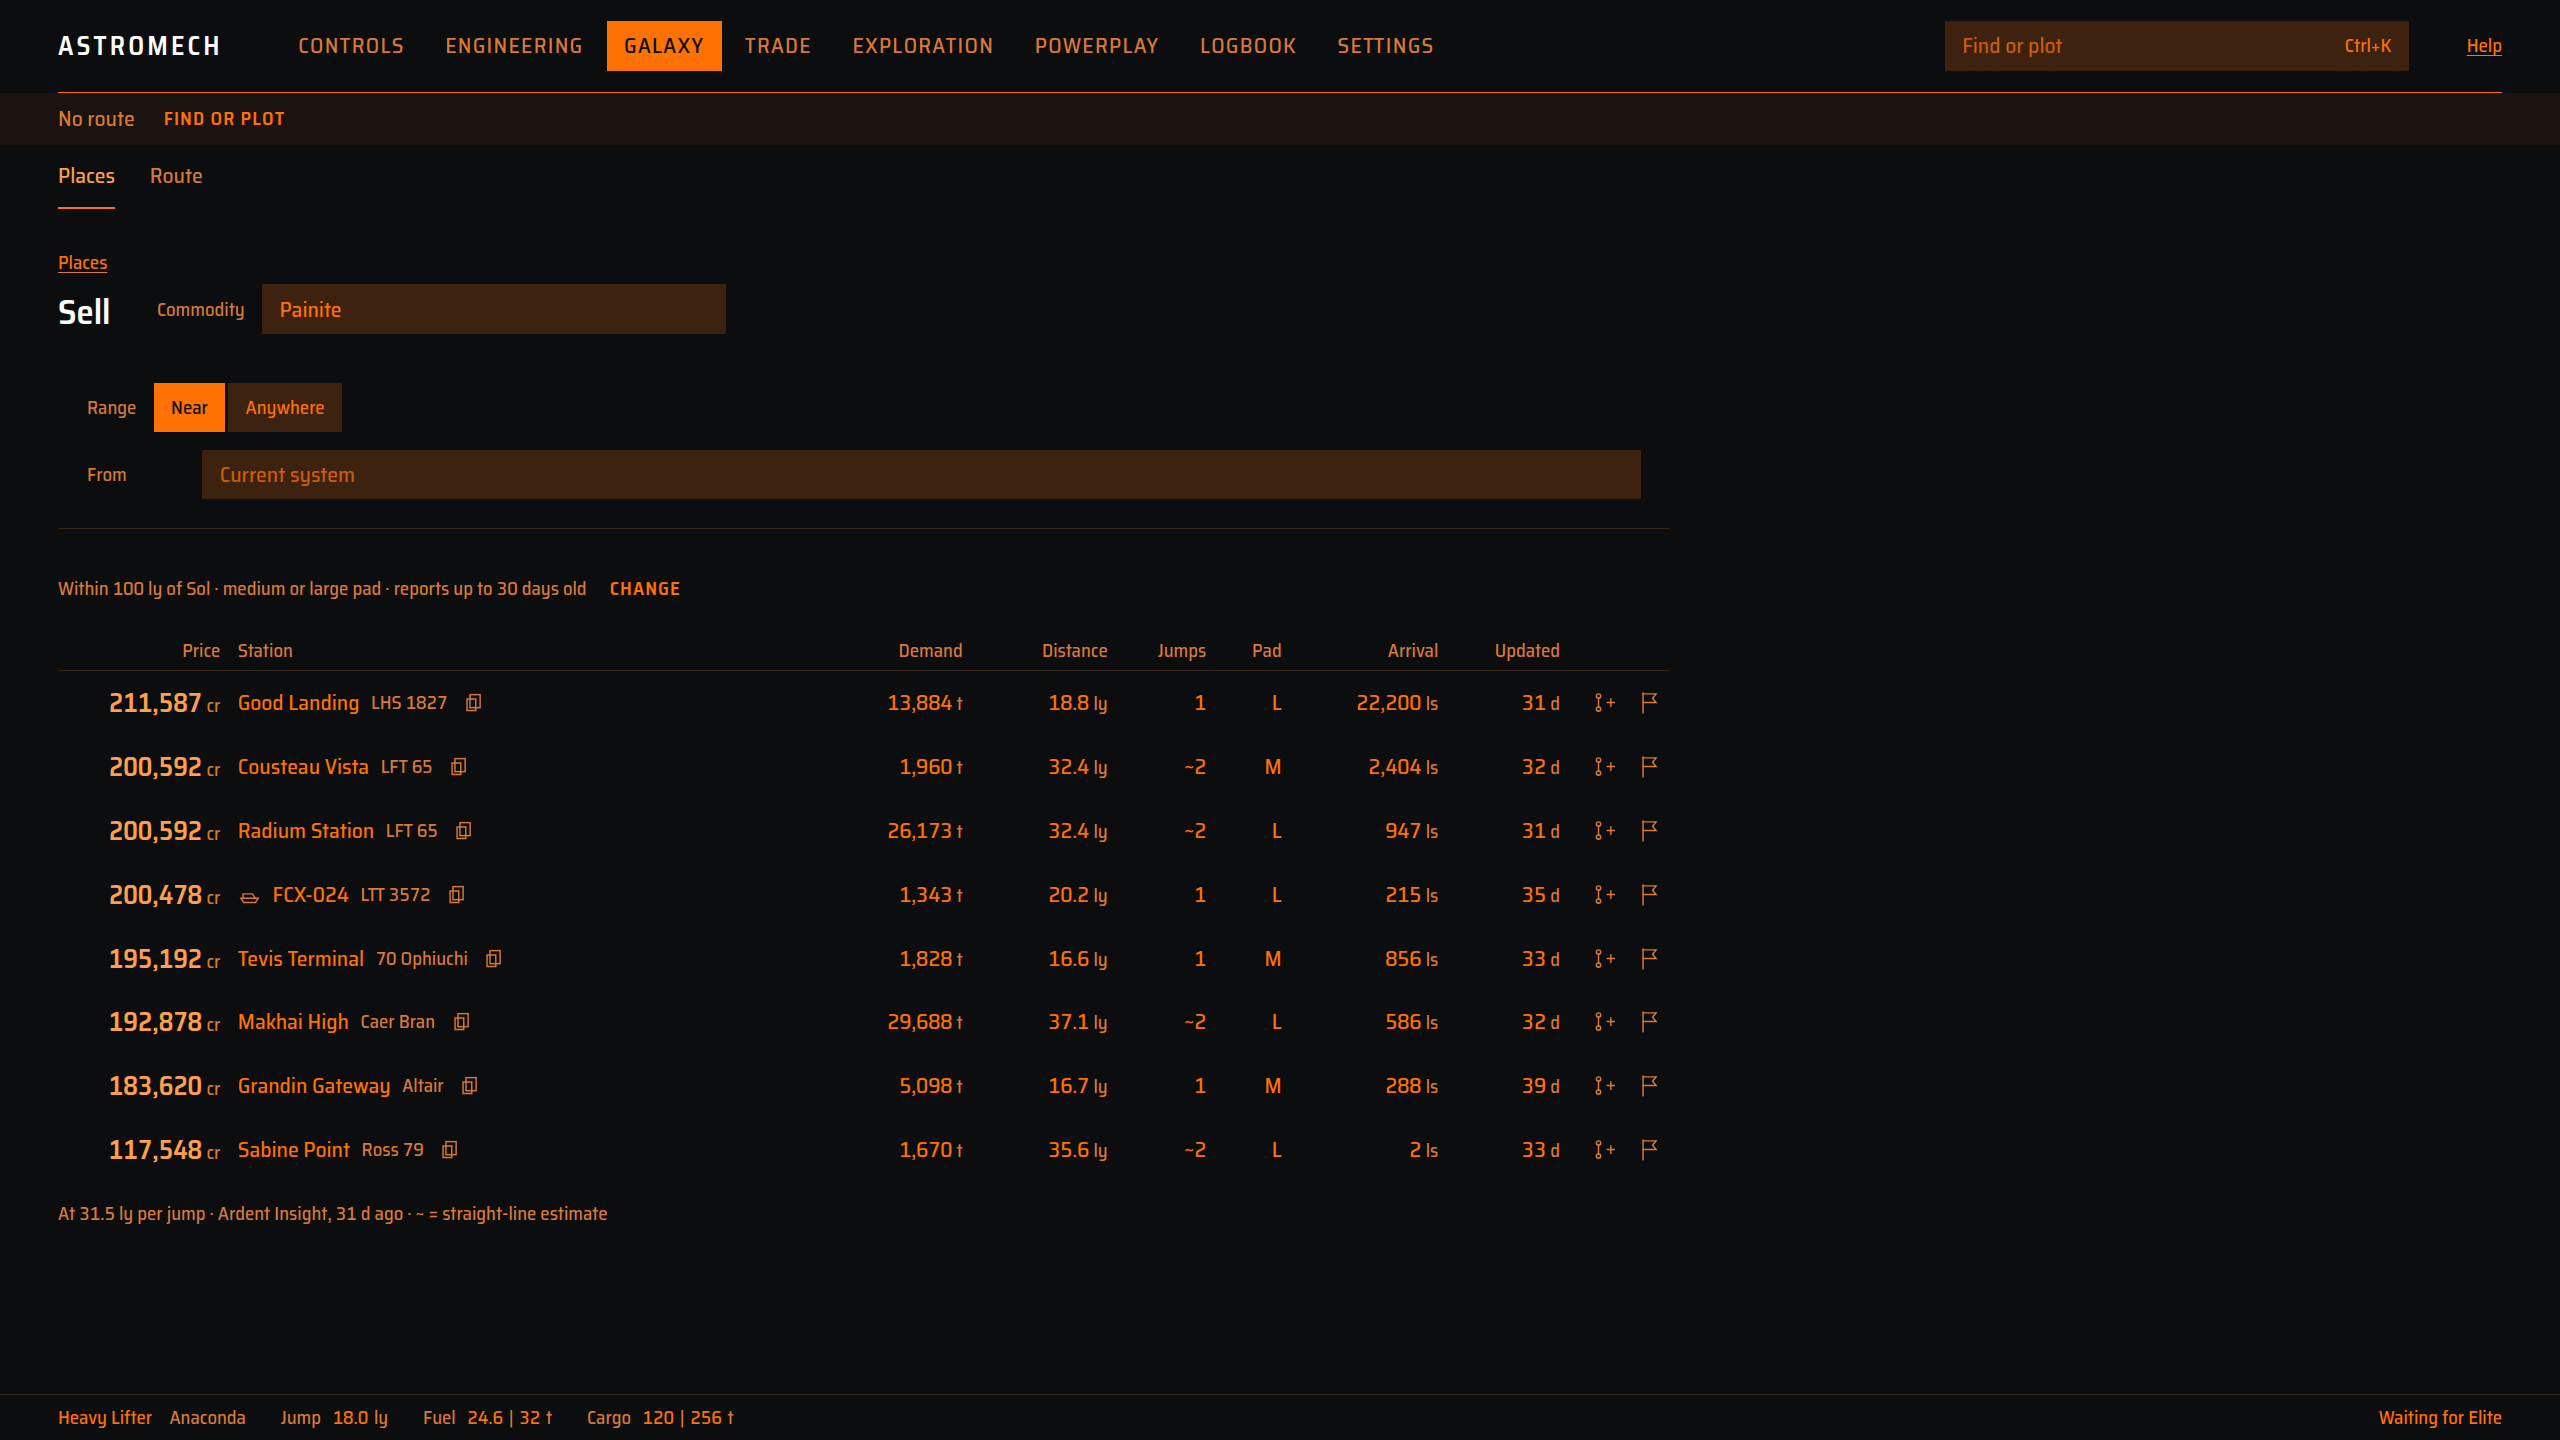 ASTROMECH CONTROLS ENGINEERING GALAXY TRADE EXPLORATION POWERPLAY LOGBOOK SETTINGS Find or plot Ctrl+K Help
No route FIND OR PLOT
Places Route
Places
Sell Commodity Painite
Range Near Anywhere
From Current system
Within 100 ly of Sol · medium or large pad · reports up to 30 days old CHANGE
Price Station Demand Distance Jumps Pad Arrival Updated
211,587 cr Good Landing LHS 1827 13,884 t 18.8 ly 1 L 22,200 ls 31 d
200,592 cr Cousteau Vista LFT 65 1,960 t 32.4 ly ~2 M 2,404 ls 32 d
200,592 cr Radium Station LFT 65 26,173 t 32.4 ly ~2 L 947 ls 31 d
200,478 cr FCX-024 LTT 3572 1,343 t 20.2 ly 1 L 215 ls 35 d
195,192 cr Tevis Terminal 70 Ophiuchi 1,828 t 16.6 ly 1 M 856 ls 33 d
192,878 cr Makhai High Caer Bran 29,688 t 37.1 ly ~2 L 586 ls 32 d
183,620 cr Grandin Gateway Altair 5,098 t 16.7 ly 1 M 288 ls 39 d
117,548 cr Sabine Point Ross 79 1,670 t 35.6 ly ~2 L 2 ls 33 d
At 31.5 ly per jump · Ardent Insight, 31 d ago · ~ = straight-line estimate
Heavy Lifter Anaconda Jump 18.0 ly Fuel 24.6 | 32 t Cargo 120 | 256 t Waiting for Elite